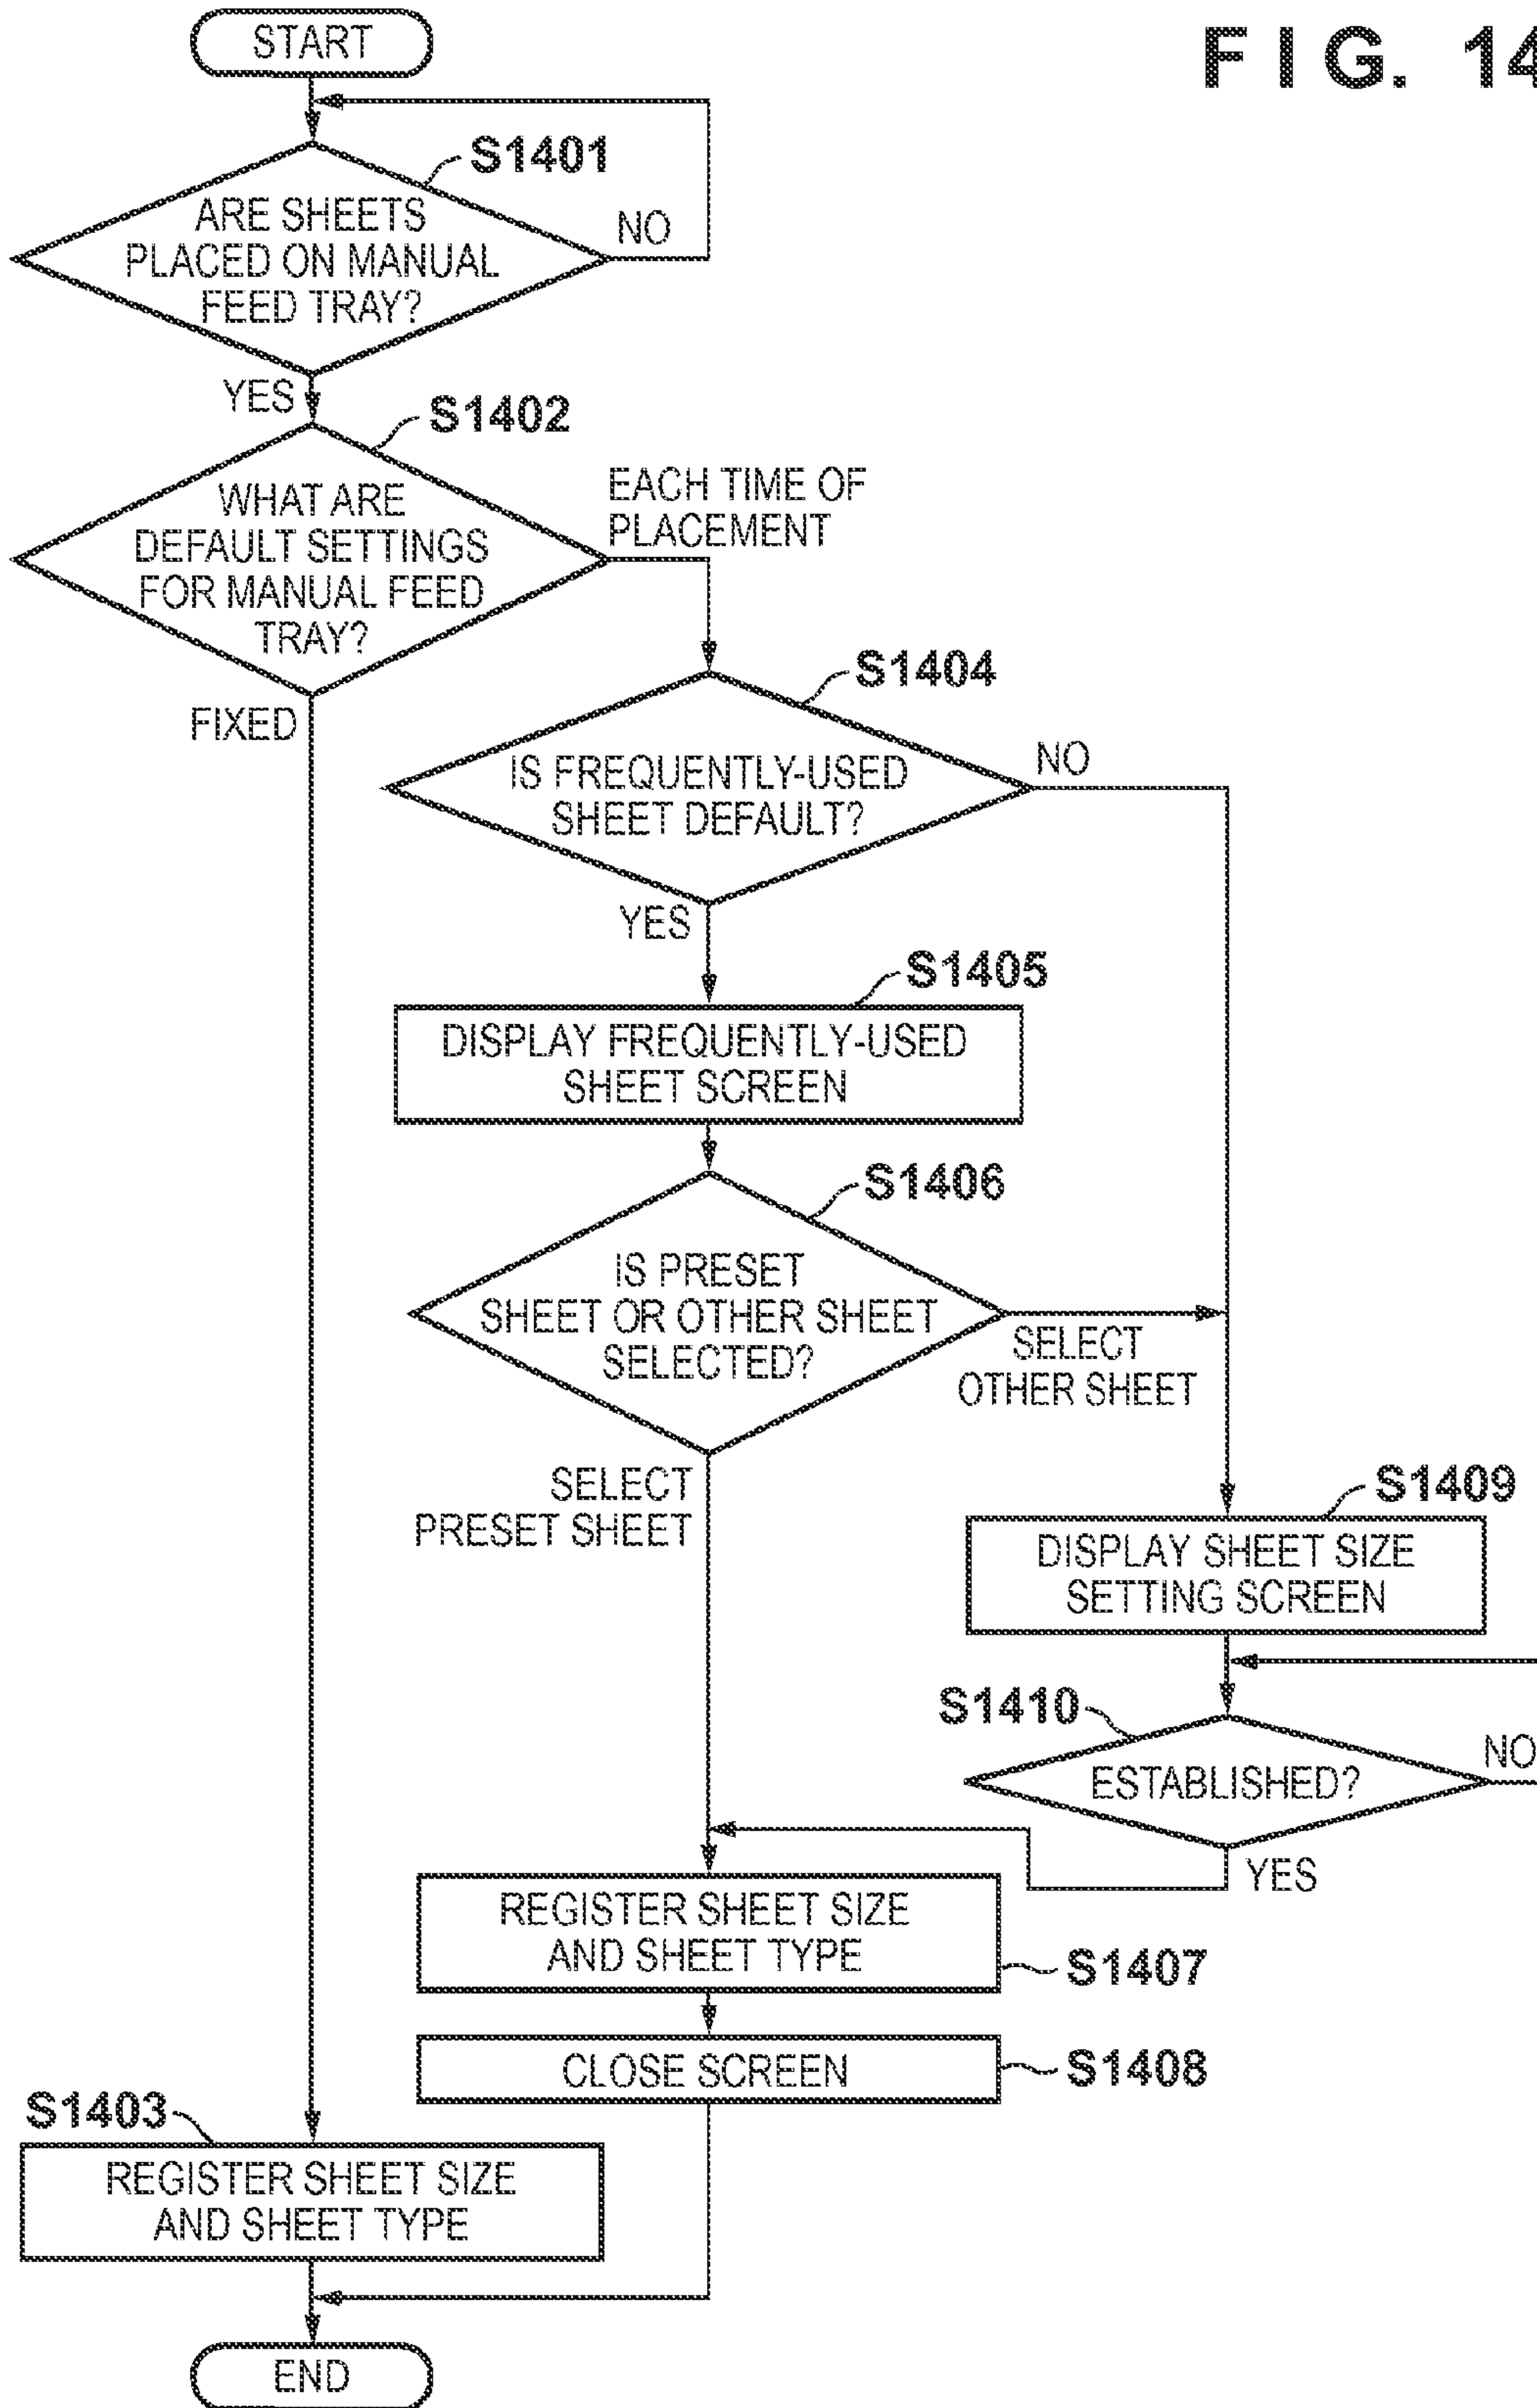 FIG. 14
START
S1401
ARE SHEETS
PLACED ON MANUAL
FEED TRAY?
NO
YES
S1402
WHAT ARE
DEFAULT SETTINGS
FOR MANUAL FEED
TRAY?
EACH TIME OF
PLACEMENT
FIXED
S1404
IS FREQUENTLY-USED
SHEET DEFAULT?
NO
YES
S1405
DISPLAY FREQUENTLY-USED
SHEET SCREEN
S1406
IS PRESET
SHEET OR OTHER SHEET
SELECTED?
SELECT
OTHER SHEET
SELECT
PRESET SHEET
S1409
DISPLAY SHEET SIZE
SETTING SCREEN
S1410
ESTABLISHED?
NO
YES
REGISTER SHEET SIZE
AND SHEET TYPE
S1407
CLOSE SCREEN
S1408
S1403
REGISTER SHEET SIZE
AND SHEET TYPE
END